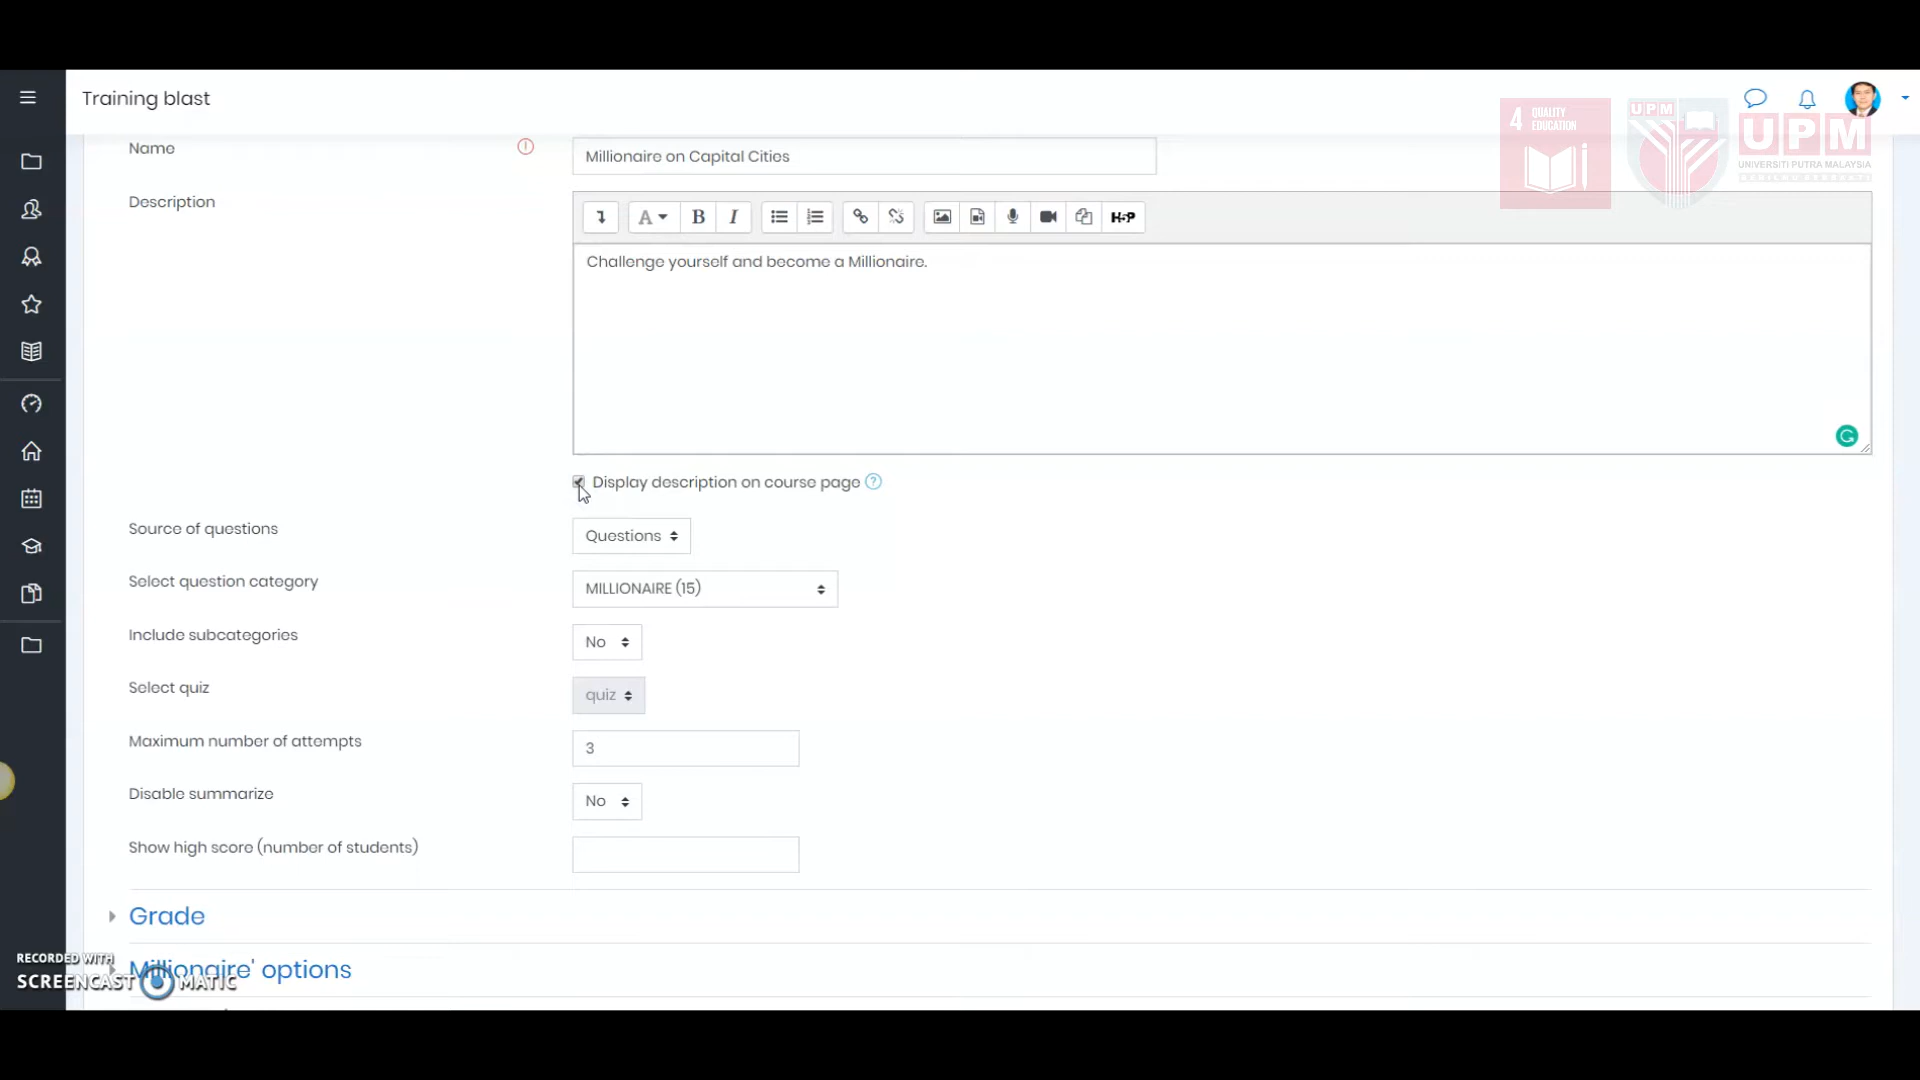 Training blast
4 QUALITY EDUCATION
UPM
UPM
UNIVERSITI PUTRA MALAYSIA
BERILMU BERBAKTI
Name
Millionaire on Capital Cities
Description
A B I
H-P
Challenge yourself and become a Millionaire.
Display description on course page
Source of questions
Questions
Select question category
MILLIONAIRE (15)
Include subcategories
No
Select quiz
quiz
Maximum number of attempts
3
Disable summarize
No
Show high score (number of students)
Grade
Millionaire' options
RECORDED WITH
SCREENCAST MATIC